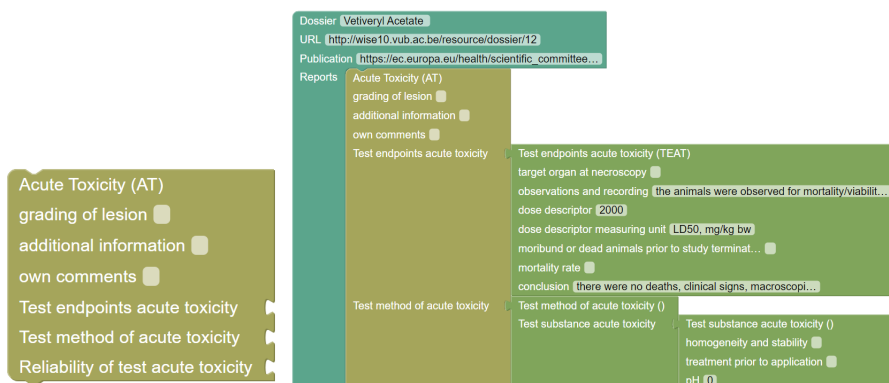 Acute Toxicity (AT)
grading of lesion
additional information
own comments
Test endpoints acute toxicity
Test method of acute toxicity
Reliability of test acute toxicity
Dossier Vetiveryl Acetate
URL http://wise10.vub.ac.be/resource/dossier/12
Publication https://ec.europa.eu/health/scientific_committee…
Reports Acute Toxicity (AT)
grading of lesion
additional information
own comments
Test endpoints acute toxicity Test endpoints acute toxicity (TEAT)
target organ at necroscopy
observations and recording the animals were observed for mortality/viabilit…
dose descriptor 2000
dose descriptor measuring unit LD50, mg/kg bw
moribund or dead animals prior to study terminat…
mortality rate
conclusion there were no deaths, clinical signs, macroscopi…
Test method of acute toxicity Test method of acute toxicity ()
Test substance acute toxicity Test substance acute toxicity ()
homogeneity and stability
treatment prior to application
pH 0